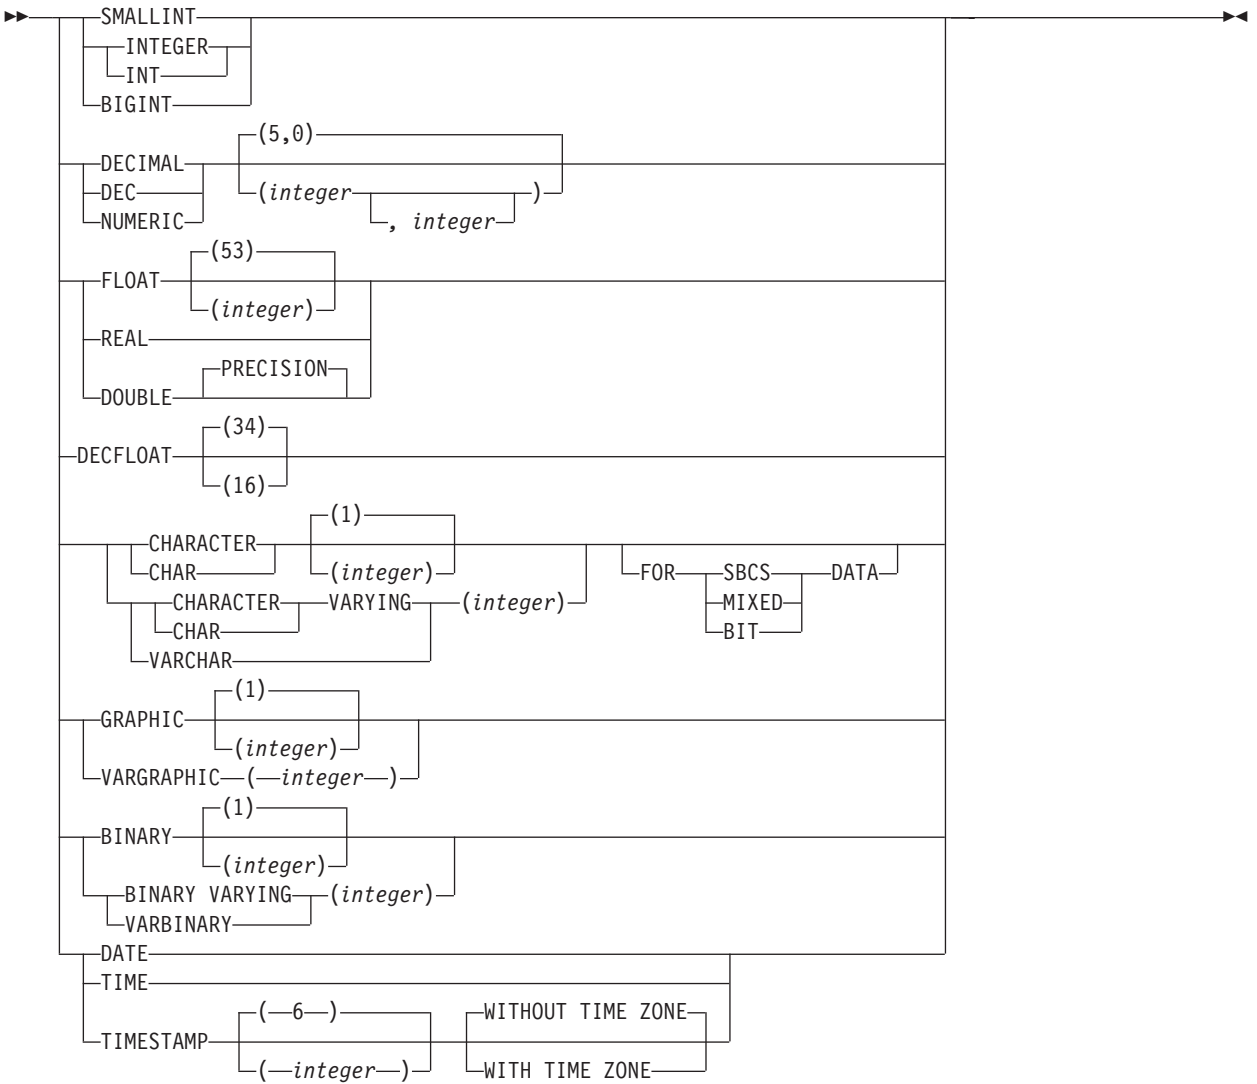 SMALLINT
INTEGER
INT
BIGINT
(5,0)
DECIMAL
DEC (integer )
NUMERIC , integer
(53)
FLOAT
(integer)
REAL
PRECISION
DOUBLE
(34)
DECFLOAT
(16)
(1)
CHARACTER
CHAR (integer) FOR SBCS DATA
CHARACTER VARYING (integer) MIXED
CHAR BIT
VARCHAR
(1)
GRAPHIC
(integer)
VARGRAPHIC ( integer )
(1)
BINARY
(integer)
BINARY VARYING (integer)
VARBINARY
DATE
TIME
( 6 ) WITHOUT TIME ZONE
TIMESTAMP
( integer ) WITH TIME ZONE